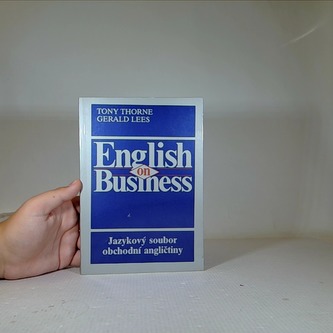 TONY THORNE
GERALD LEES
English
on
Business
Jazykový soubor
obchodní angličtiny